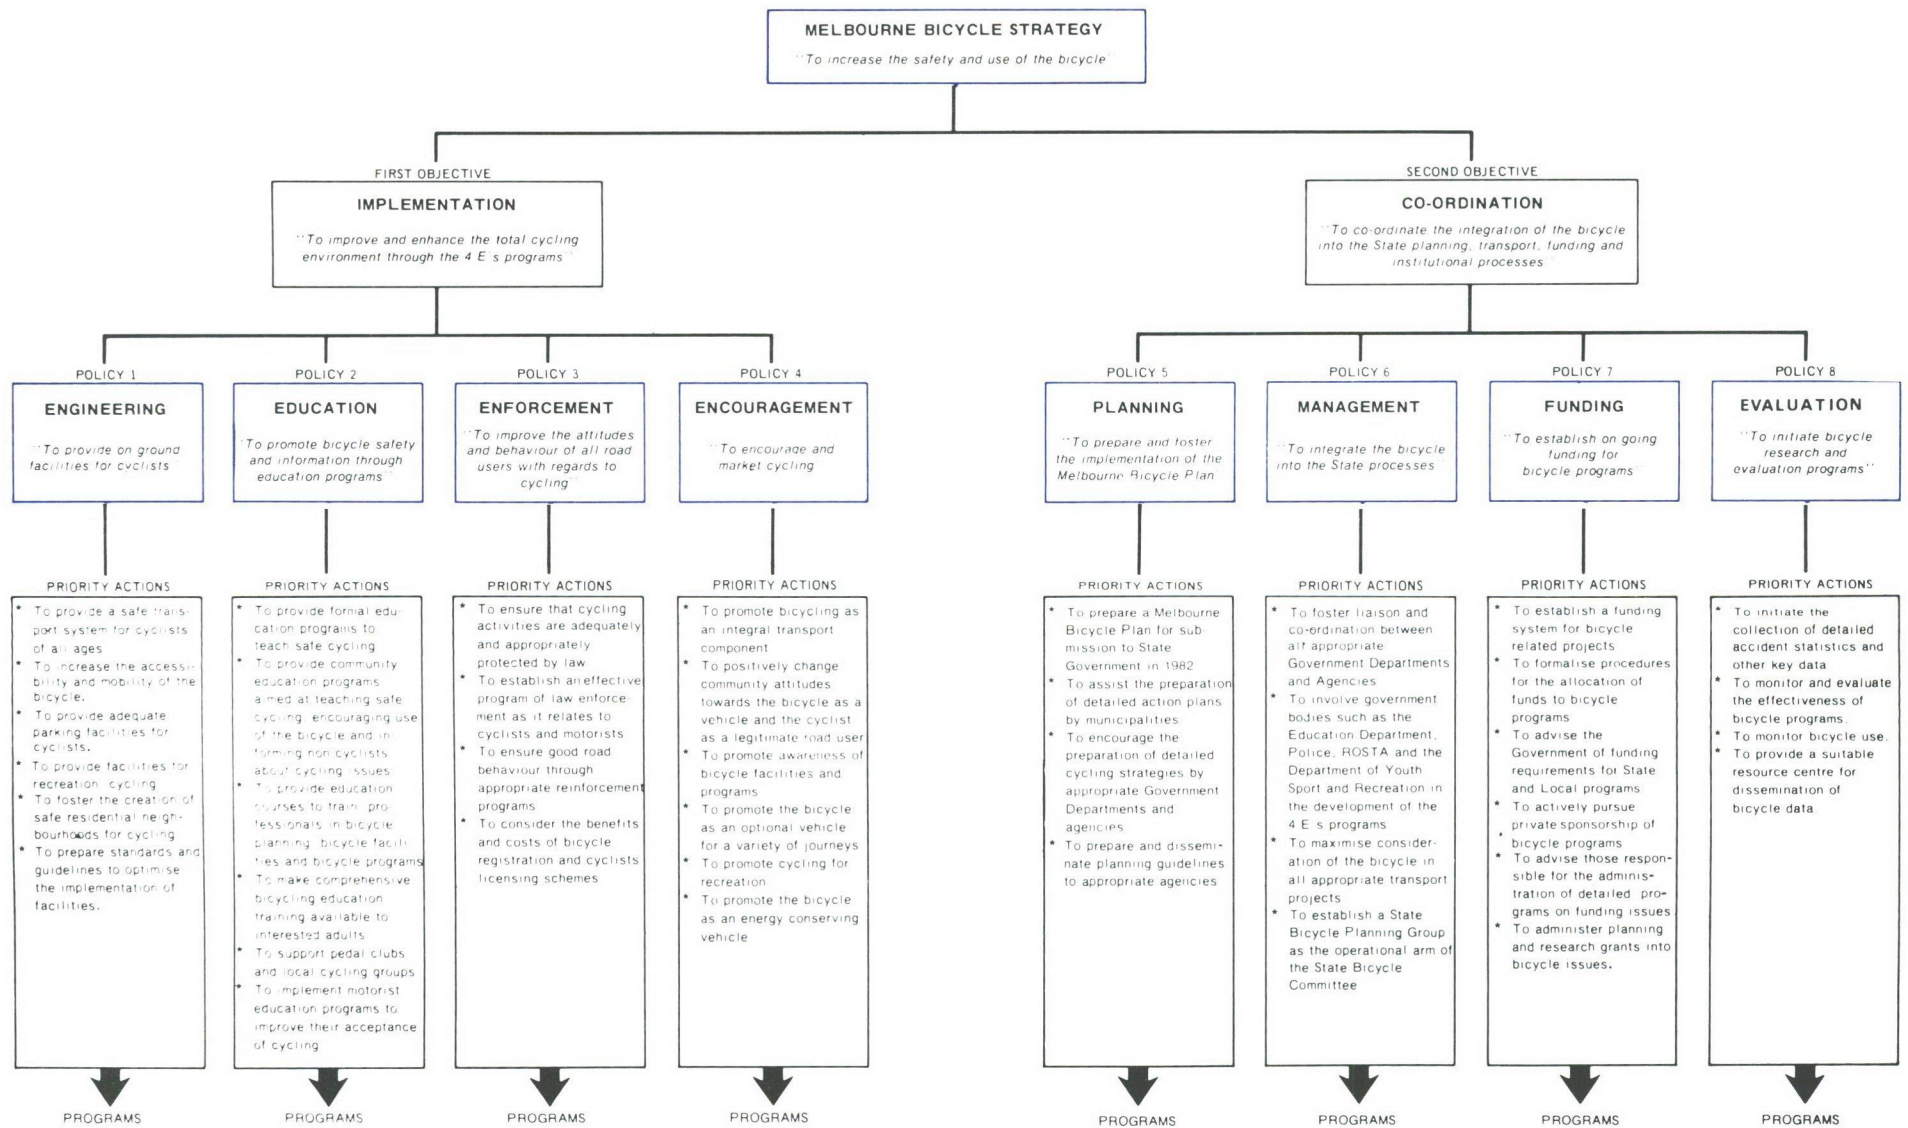 MELBOURNE BICYCLE STRATEGY
"To increase the safety and use of the bicycle"
FIRST OBJECTIVE
IMPLEMENTATION
"To improve and enhance the total cycling
environment through the 4 E s programs"
SECOND OBJECTIVE
CO-ORDINATION
"To co-ordinate the integration of the bicycle
into the State planning, transport, funding and
institutional processes"
POLICY 1
ENGINEERING
"To provide on ground
facilities for cyclists
PRIORITY ACTIONS
* To provide a safe trans-
port system for cyclists
of all ages
* To increase the accessi-
bility and mobility of the
bicycle.
* To provide adequate
parking facilities for
cyclists.
* To provide facilities for
recreation cycling
* To foster the creation of
safe residential neigh-
bourhoods for cycling
* To prepare standards and
guidelines to optimise
the implementation of
facilities.
PROGRAMS
POLICY 2
EDUCATION
"To promote bicycle safety
and information through
education programs"
PRIORITY ACTIONS
* To provide formal edu-
cation programs to
teach safe cycling
* To provide community
education programs
aimed at teaching safe
cycling encouraging use
of the bicycle and in
forming non cyclists
about cycling issues
* To provide education
courses to train pro-
fessionals in bicycle
planning bicycle facili-
ties and bicycle programs
* To make comprehensive
bicycling education
training available to
interested adults
* To support pedal clubs
and local cycling groups
* To implement motorist
education programs to
improve their acceptance
of cycling
PROGRAMS
POLICY 3
ENFORCEMENT
"To improve the attitudes
and behaviour of all road
users with regards to
cycling"
PRIORITY ACTIONS
* To ensure that cycling
activities are adequately
and appropriately
protected by law
* To establish an effective
program of law enforce-
ment as it relates to
cyclists and motorists
* To ensure good road
behaviour through
appropriate reinforcement
programs
* To consider the benefits
and costs of bicycle
registration and cyclists
licensing schemes
PROGRAMS
POLICY 4
ENCOURAGEMENT
"To encourage and
market cycling
PRIORITY ACTIONS
* To promote bicycling as
an integral transport
component
* To positively change
community attitudes
towards the bicycle as a
vehicle and the cyclist
as a legitimate road user
* To promote awareness of
bicycle facilities and
programs
* To promote the bicycle
as an optional vehicle
for a variety of journeys
* To promote cycling for
recreation
* To promote the bicycle
as an energy conserving
vehicle
PROGRAMS
POLICY 5
PLANNING
"To prepare and foster
the implementation of the
Melbourne Bicycle Plan
PRIORITY ACTIONS
* To prepare a Melbourne
Bicycle Plan for sub-
mission to State
Government in 1982
* To assist the preparation
of detailed action plans
by municipalities
* To encourage the
preparation of detailed
cycling strategies by
appropriate Government
Departments and
agencies
* To prepare and dissemi-
nate planning guidelines
to appropriate agencies
PROGRAMS
POLICY 6
MANAGEMENT
"To integrate the bicycle
into the State processes
PRIORITY ACTIONS
* To foster liaison and
co-ordination between
all appropriate
Government Departments
and Agencies
* To involve government
bodies such as the
Education Department,
Police, ROSTA and the
Department of Youth
Sport and Recreation in
the development of the
4 E s programs
* To maximise consider-
ation of the bicycle in
all appropriate transport
projects
* To establish a State
Bicycle Planning Group
as the operational arm of
the State Bicycle
Committee
PROGRAMS
POLICY 7
FUNDING
"To establish on going
funding for
bicycle programs"
PRIORITY ACTIONS
* To establish a funding
system for bicycle
related projects
* To formalise procedures
for the allocation of
funds to bicycle
programs
* To advise the
Government of funding
requirements for State
and Local programs
* To actively pursue
private sponsorship of
bicycle programs
* To advise those respon-
sible for the adminis-
tration of detailed pro-
grams on funding issues
* To administer planning
and research grants into
bicycle issues.
PROGRAMS
POLICY 8
EVALUATION
"To initiate bicycle
research and
evaluation programs"
PRIORITY ACTIONS
* To initiate the
collection of detailed
accident statistics and
other key data
* To monitor and evaluate
the effectiveness of
bicycle programs.
* To monitor bicycle use.
* To provide a suitable
resource centre for
dissemination of
bicycle data
PROGRAMS